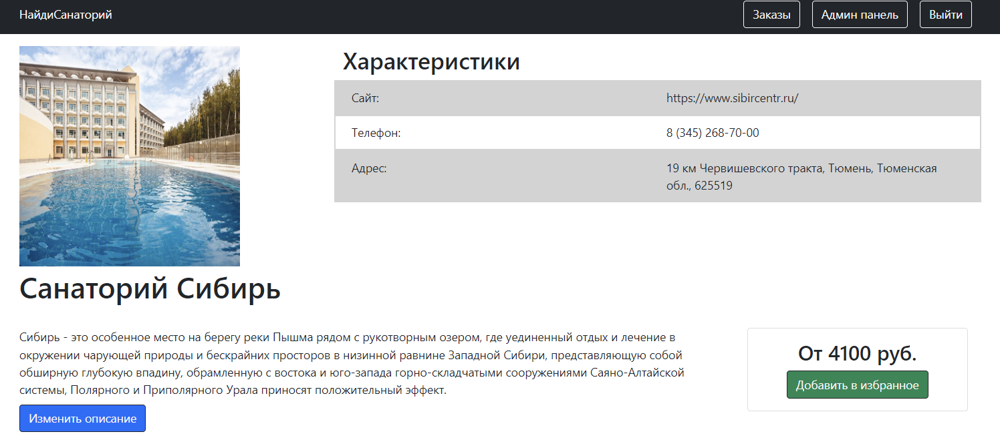 НайдиСанаторий
Заказы
Админ панель
Выйти
Характеристики
Сайт:
https://www.sibircentr.ru/
Телефон:
8 (345) 268-70-00
Адрес:
19 км Червишевского тракта, Тюмень, Тюменская
обл., 625519
Санаторий Сибирь
Сибирь - это особенное место на берегу реки Пышма рядом с рукотворным озером, где уединенный отдых и лечение в
окружении чарующей природы и бескрайних просторов в низинной равнине Западной Сибири, представляющую собой
обширную глубокую впадину, обрамленную с востока и юго-запада горно-складчатыми сооружениями Саяно-Алтайской
системы, Полярного и Приполярного Урала приносят положительный эффект.
Изменить описание
От 4100 руб.
Добавить в избранное